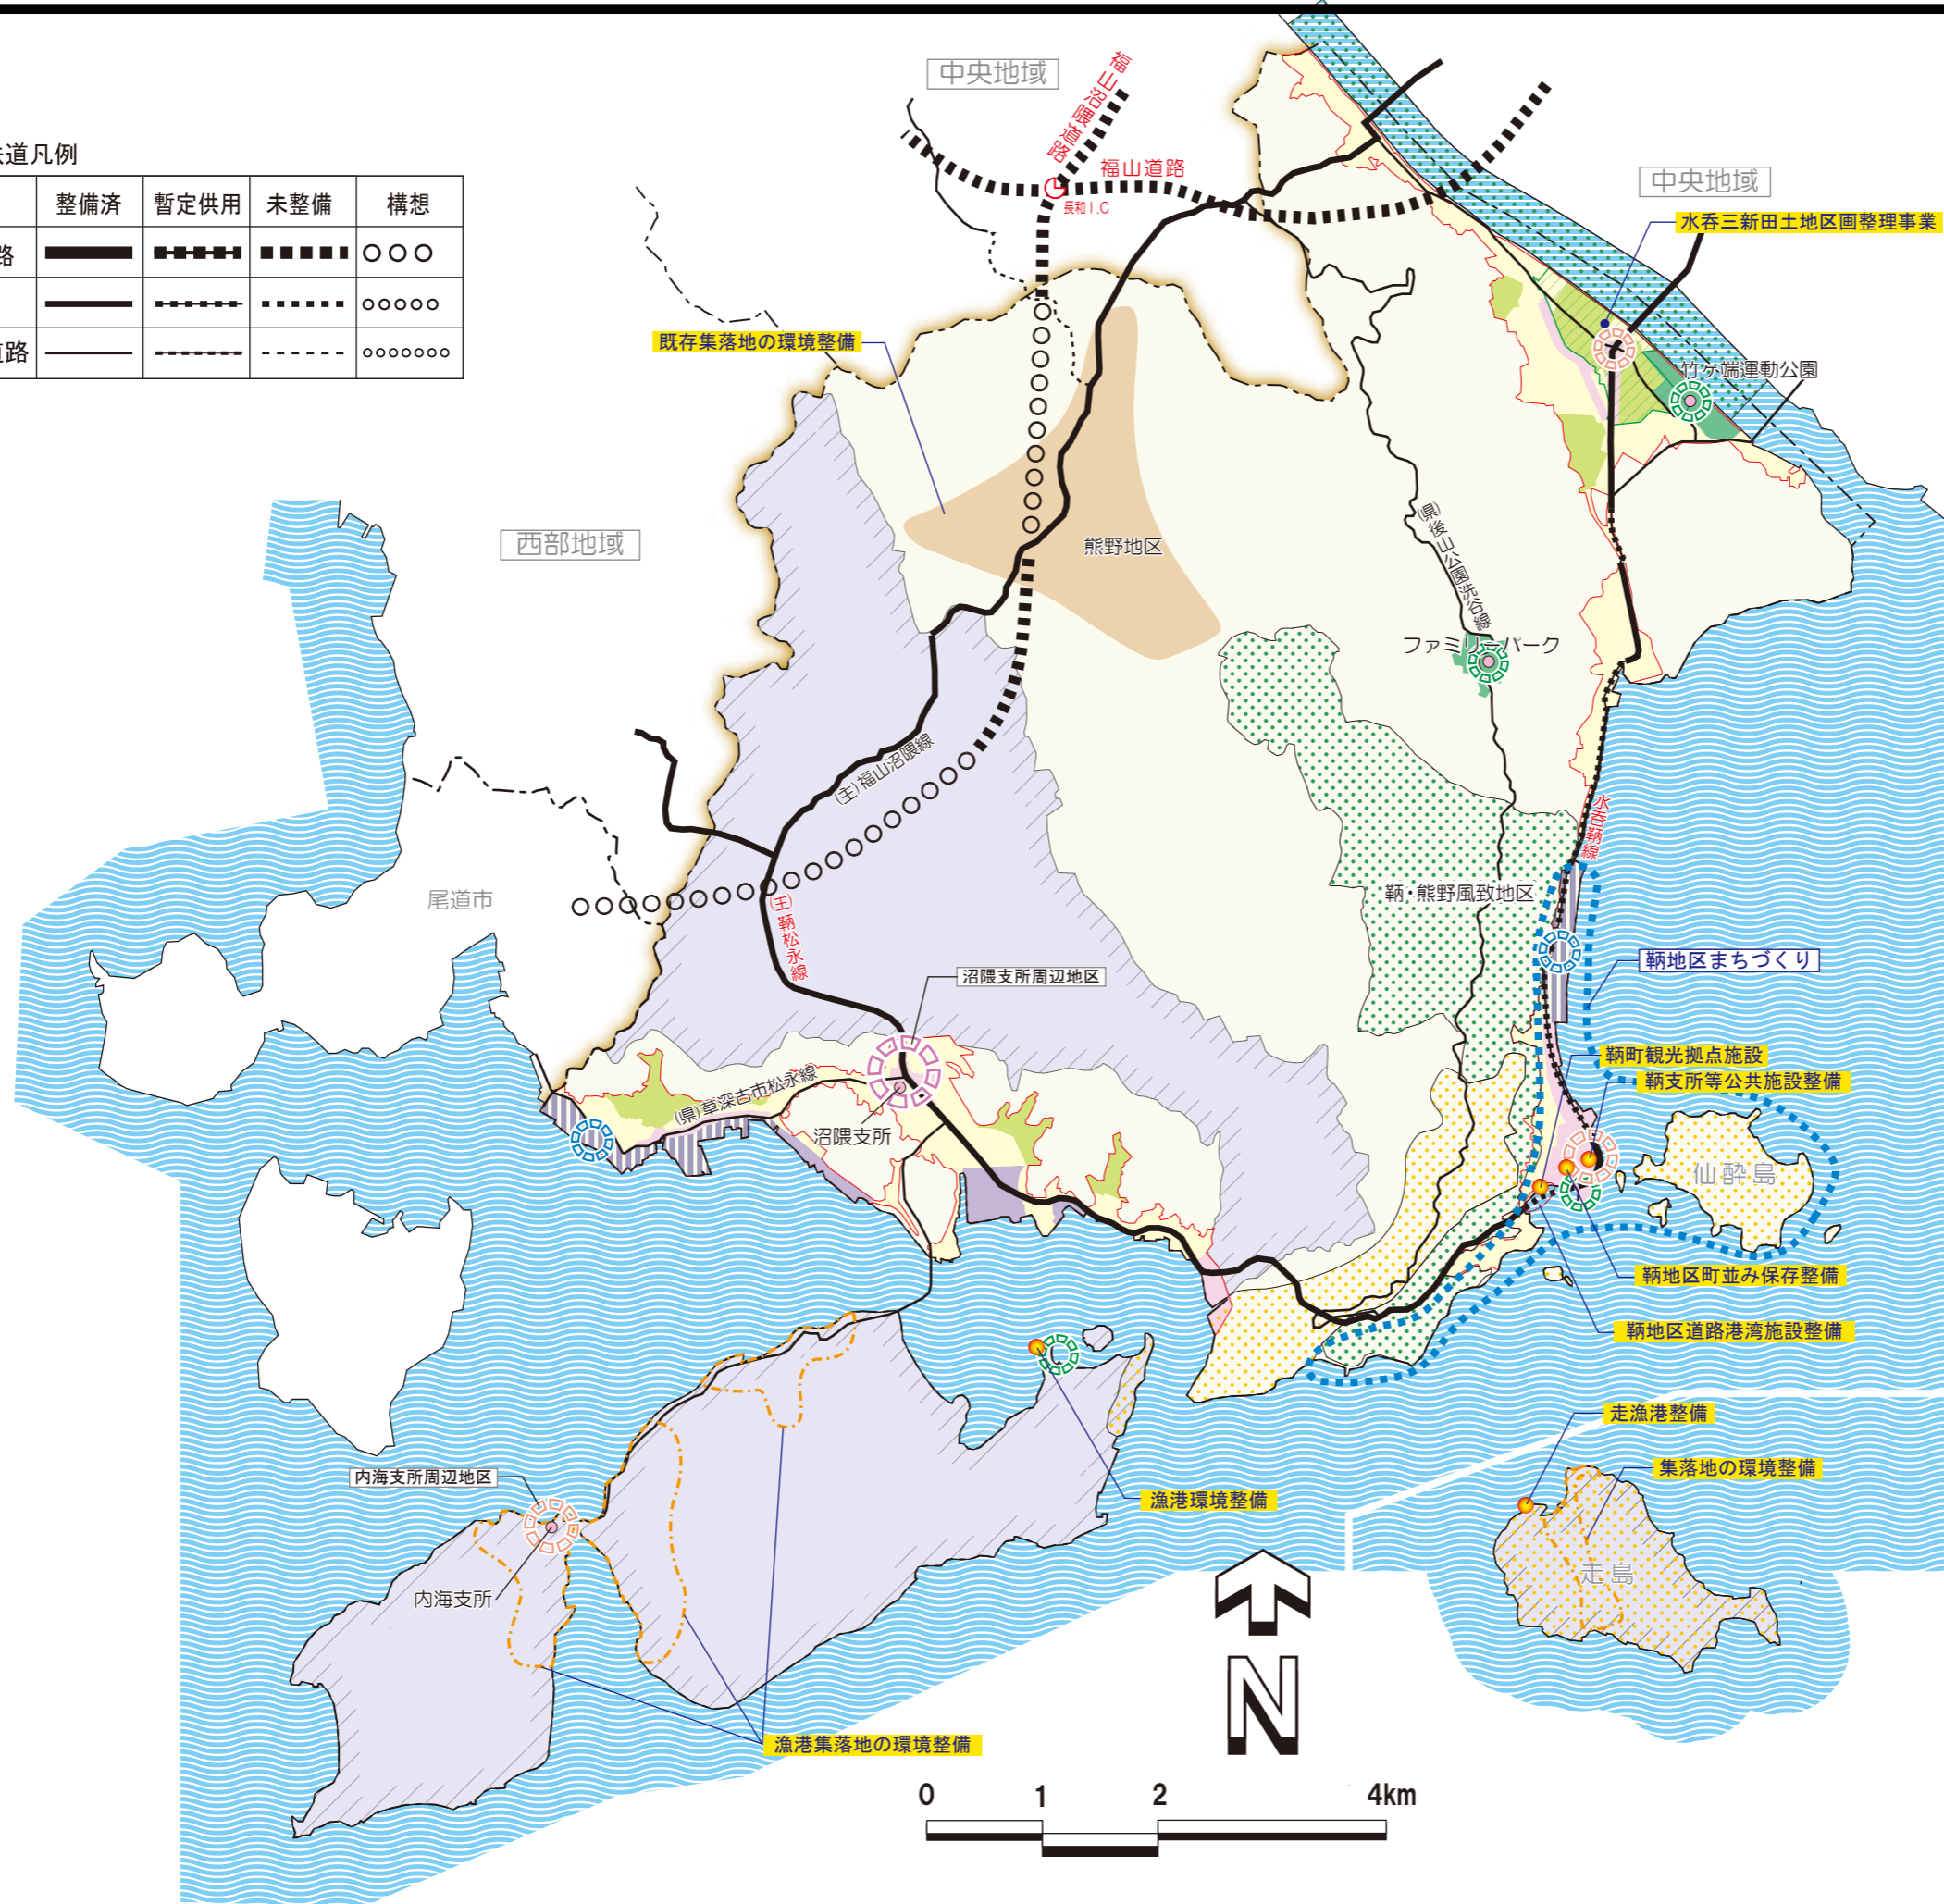 中央地域
福山沼隈道路
鉄道凡例
福山道路
中央地域
整備済 暫定供用 未整備 構想
長和I.C
水呑三新田土地区画整理事業
路
既存集落地の環境整備
道路
竹ケ端運動公園
西部地域
熊野地区
(県)後山公園洗谷線
ファミリーパーク
(主)福山沼隈線
水呑鞆線
尾道市
鞆・熊野風致地区
(主)鞆松永線
鞆地区まちづくり
沼隈支所周辺地区
鞆町観光拠点施設
(県)草深古市松永線
鞆支所等公共施設整備
沼隈支所
仙酔島
鞆地区町並み保存整備
鞆地区道路港湾施設整備
走漁港整備
内海支所周辺地区
集落地の環境整備
漁港環境整備
走島
内海支所
N
漁港集落地の環境整備
0 1 2 4km